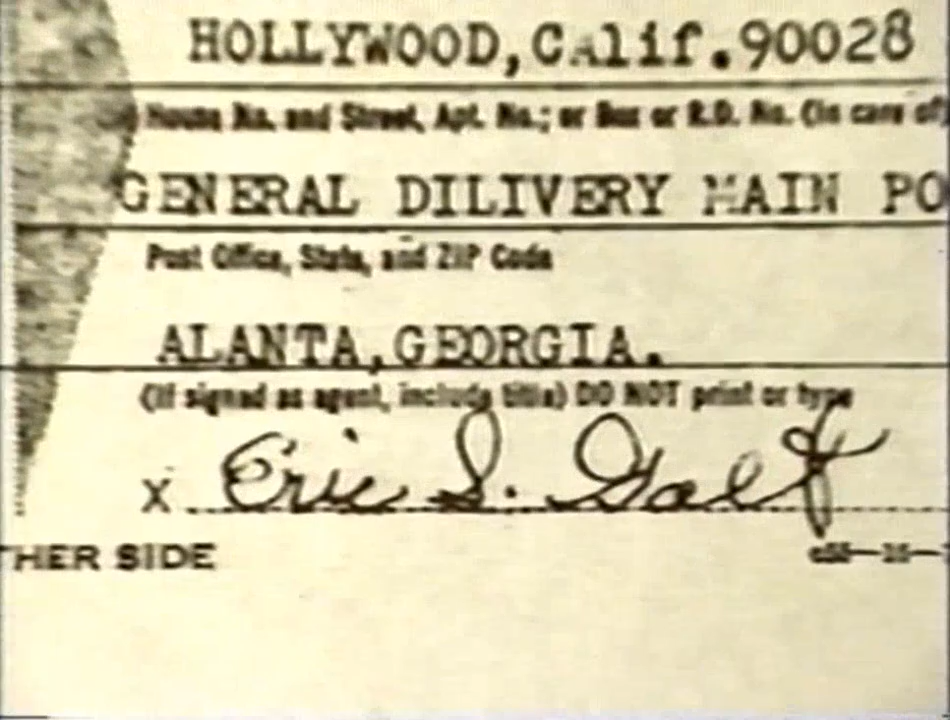 HOLLYWOOD,Calif.90028
House No. and Street, Apt. No.; or Box or R.D. No. (in care of)
GENERAL DILIVERY MAIN PO
Post Office, State, and ZIP Code
ALANTA,GEORGIA.
(If signed as agent, include title) DO NOT print or type
X Eric S. Galt
THER SIDE